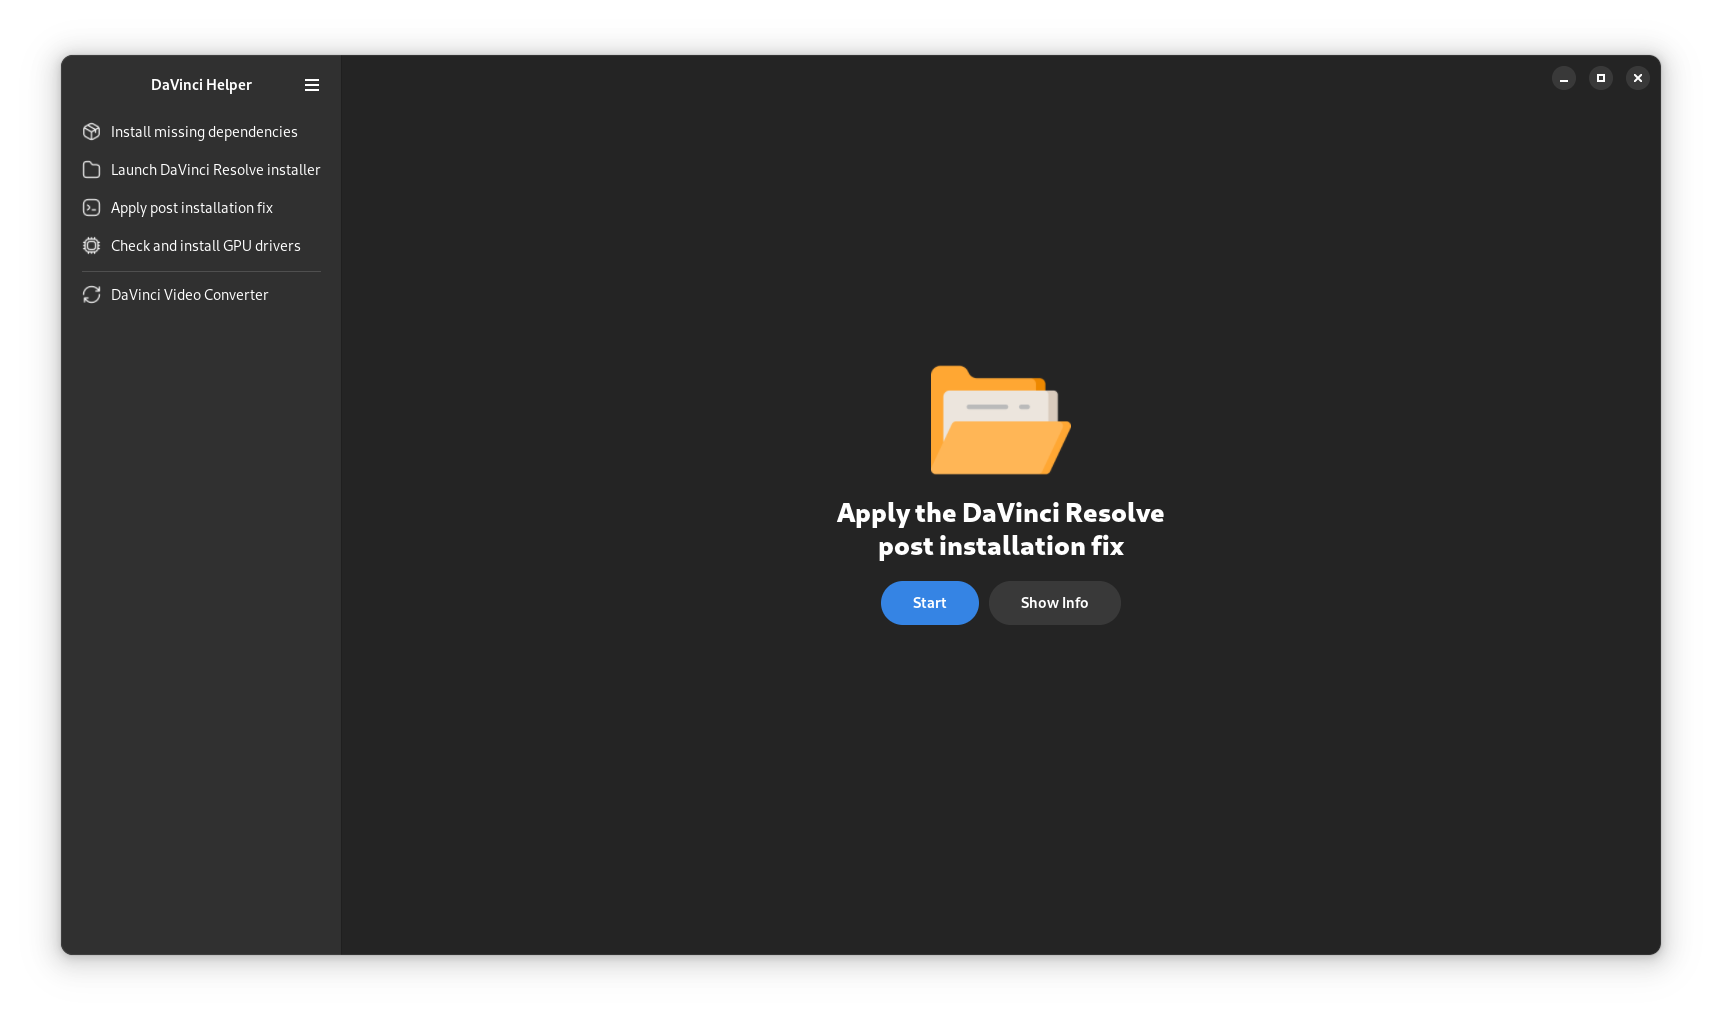 DaVinci Helper
Install missing dependencies
Launch DaVinci Resolve installer
Apply post installation fix
Check and install GPU drivers
DaVinci Video Converter
Apply the DaVinci Resolve
post installation fix
Start
Show Info